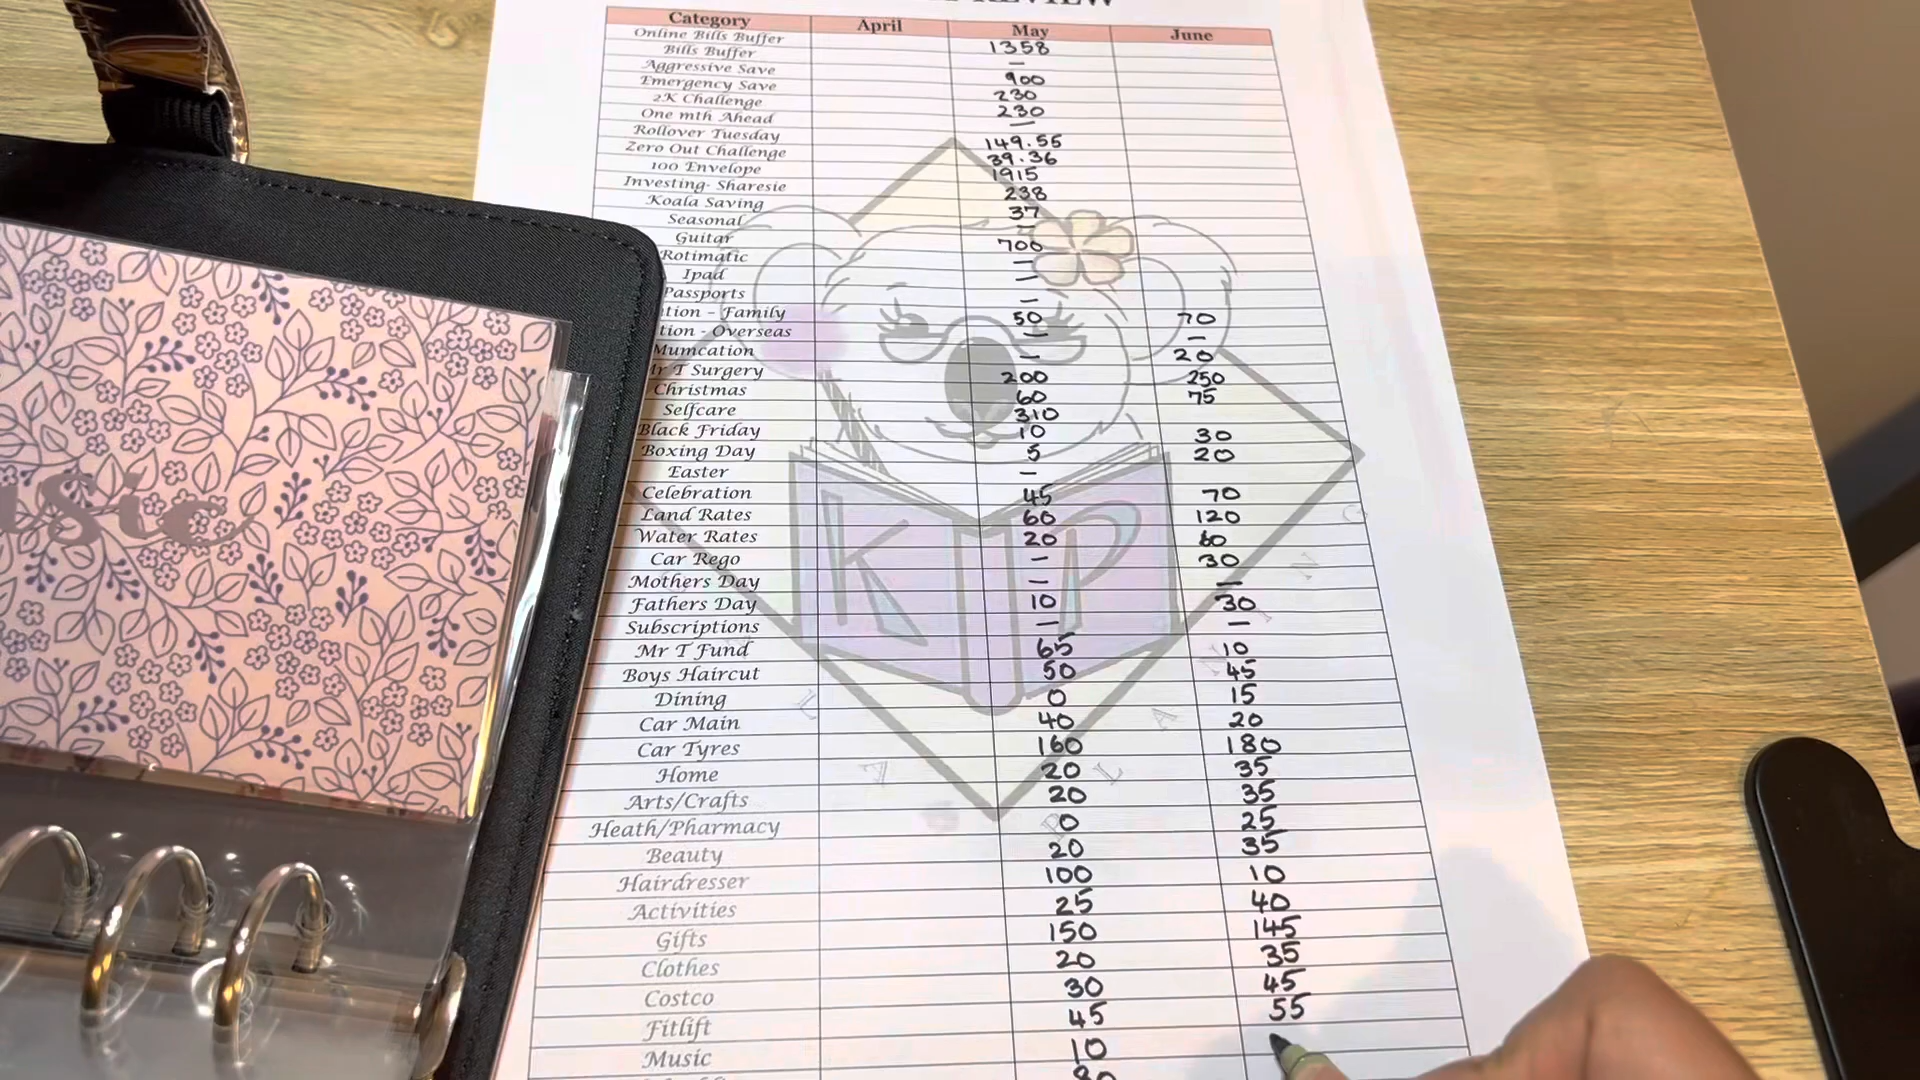 REVIEW
Category April May June
Online Bills Buffer 1358
Bills Buffer —
Aggressive Save 900
Emergency Save 230
2K Challenge 230
One mth Ahead —
Rollover Tuesday 149.55
Zero Out Challenge 39.36
100 Envelope 1915
Investing- Sharesie 238
Koala Saving 37
Seasonal —
Guitar 700
Rotimatic —
Ipad —
Passports —
tion – Family 50 70
tion - Overseas — —
Mumcation — 20
Mr T Surgery 200 250
Christmas 60 75
Selfcare 310
Black Friday 10 30
Boxing Day 5 20
Easter —
Celebration 45 70
Land Rates 60 120
Water Rates 20 60
Car Rego — 30
Mothers Day — —
Fathers Day 10 30
Subscriptions — —
Mr T Fund 65 10
Boys Haircut 50 45
Dining 0 15
Car Main 40 20
Car Tyres 160 180
Home 20 35
Arts/Crafts 20 35
Heath/Pharmacy 0 25
Beauty 20 35
Hairdresser 100 10
Activities 25 40
Gifts 150 145
Clothes 20 35
Costco 30 45
Fitlift 45 55
Music 10
usic
K P